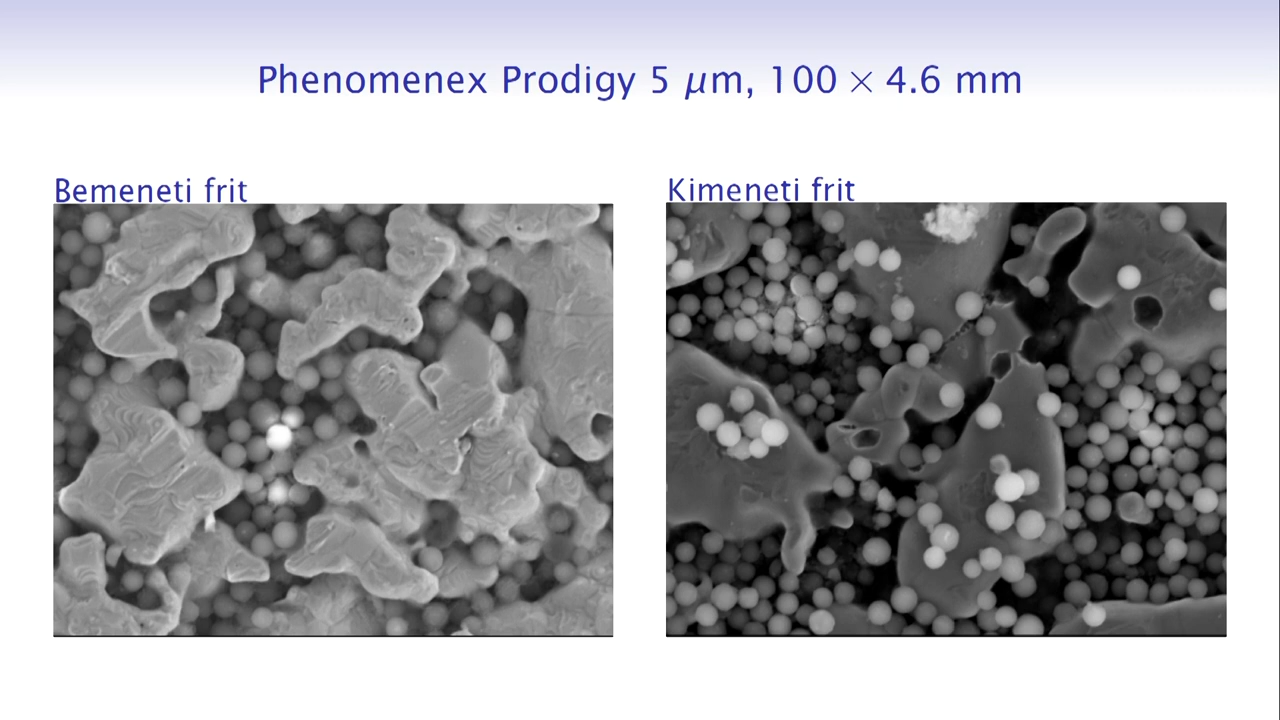 Phenomenex Prodigy 5 μm, 100 × 4.6 mm
Bemeneti frit
Kimeneti frit